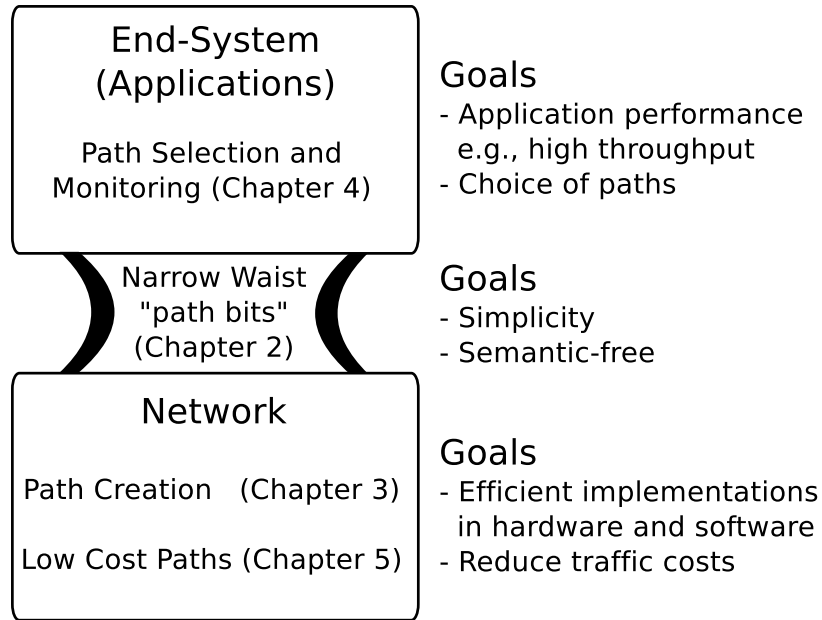 End-System
(Applications)
Path Selection and
Monitoring (Chapter 4)
Goals
- Application performance
e.g., high throughput
- Choice of paths
Narrow Waist
"path bits"
(Chapter 2)
Goals
- Simplicity
- Semantic-free
Network
Path Creation (Chapter 3)
Low Cost Paths (Chapter 5)
Goals
- Efficient implementations
in hardware and software
- Reduce traffic costs